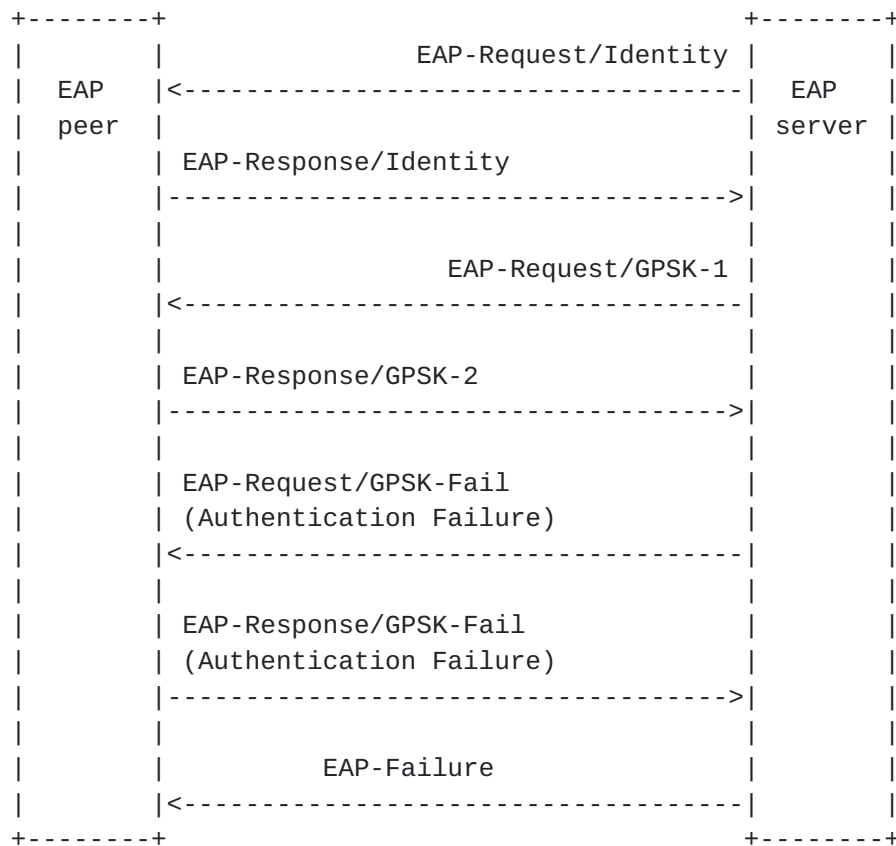 EAP-Request/Identity
EAP EAP
peer server
EAP-Response/Identity
EAP-Request/GPSK-1
EAP-Response/GPSK-2
EAP-Request/GPSK-Fail
(Authentication Failure)
EAP-Response/GPSK-Fail
(Authentication Failure)
EAP-Failure